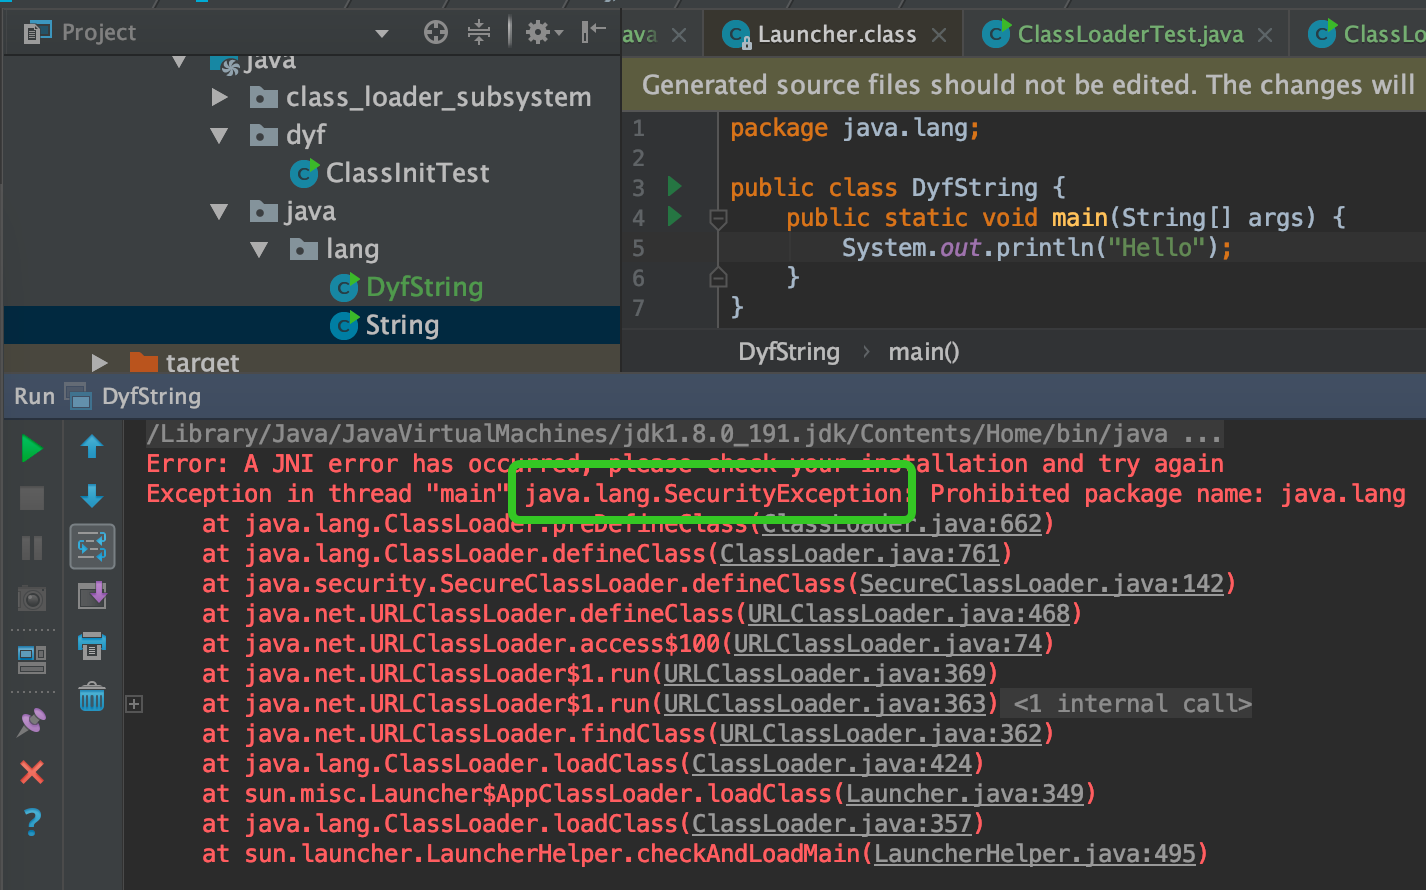 Project
java
class_loader_subsystem
dyf
ClassInitTest
java
lang
DyfString
String
target
ava
Launcher.class
ClassLoaderTest.java
ClassLo
Generated source files should not be edited. The changes will
1 package java.lang;
2
3 public class DyfString {
4 public static void main(String[] args) {
5 System.out.println("Hello");
6 }
7 }
DyfString › main()
Run DyfString
/Library/Java/JavaVirtualMachines/jdk1.8.0_191.jdk/Contents/Home/bin/java ...
Error: A JNI error has occurred, please check your installation and try again
Exception in thread "main" java.lang.SecurityException: Prohibited package name: java.lang
at java.lang.ClassLoader.preDefineClass(ClassLoader.java:662)
at java.lang.ClassLoader.defineClass(ClassLoader.java:761)
at java.security.SecureClassLoader.defineClass(SecureClassLoader.java:142)
at java.net.URLClassLoader.defineClass(URLClassLoader.java:468)
at java.net.URLClassLoader.access$100(URLClassLoader.java:74)
at java.net.URLClassLoader$1.run(URLClassLoader.java:369)
at java.net.URLClassLoader$1.run(URLClassLoader.java:363) <1 internal call>
at java.net.URLClassLoader.findClass(URLClassLoader.java:362)
at java.lang.ClassLoader.loadClass(ClassLoader.java:424)
at sun.misc.Launcher$AppClassLoader.loadClass(Launcher.java:349)
at java.lang.ClassLoader.loadClass(ClassLoader.java:357)
at sun.launcher.LauncherHelper.checkAndLoadMain(LauncherHelper.java:495)